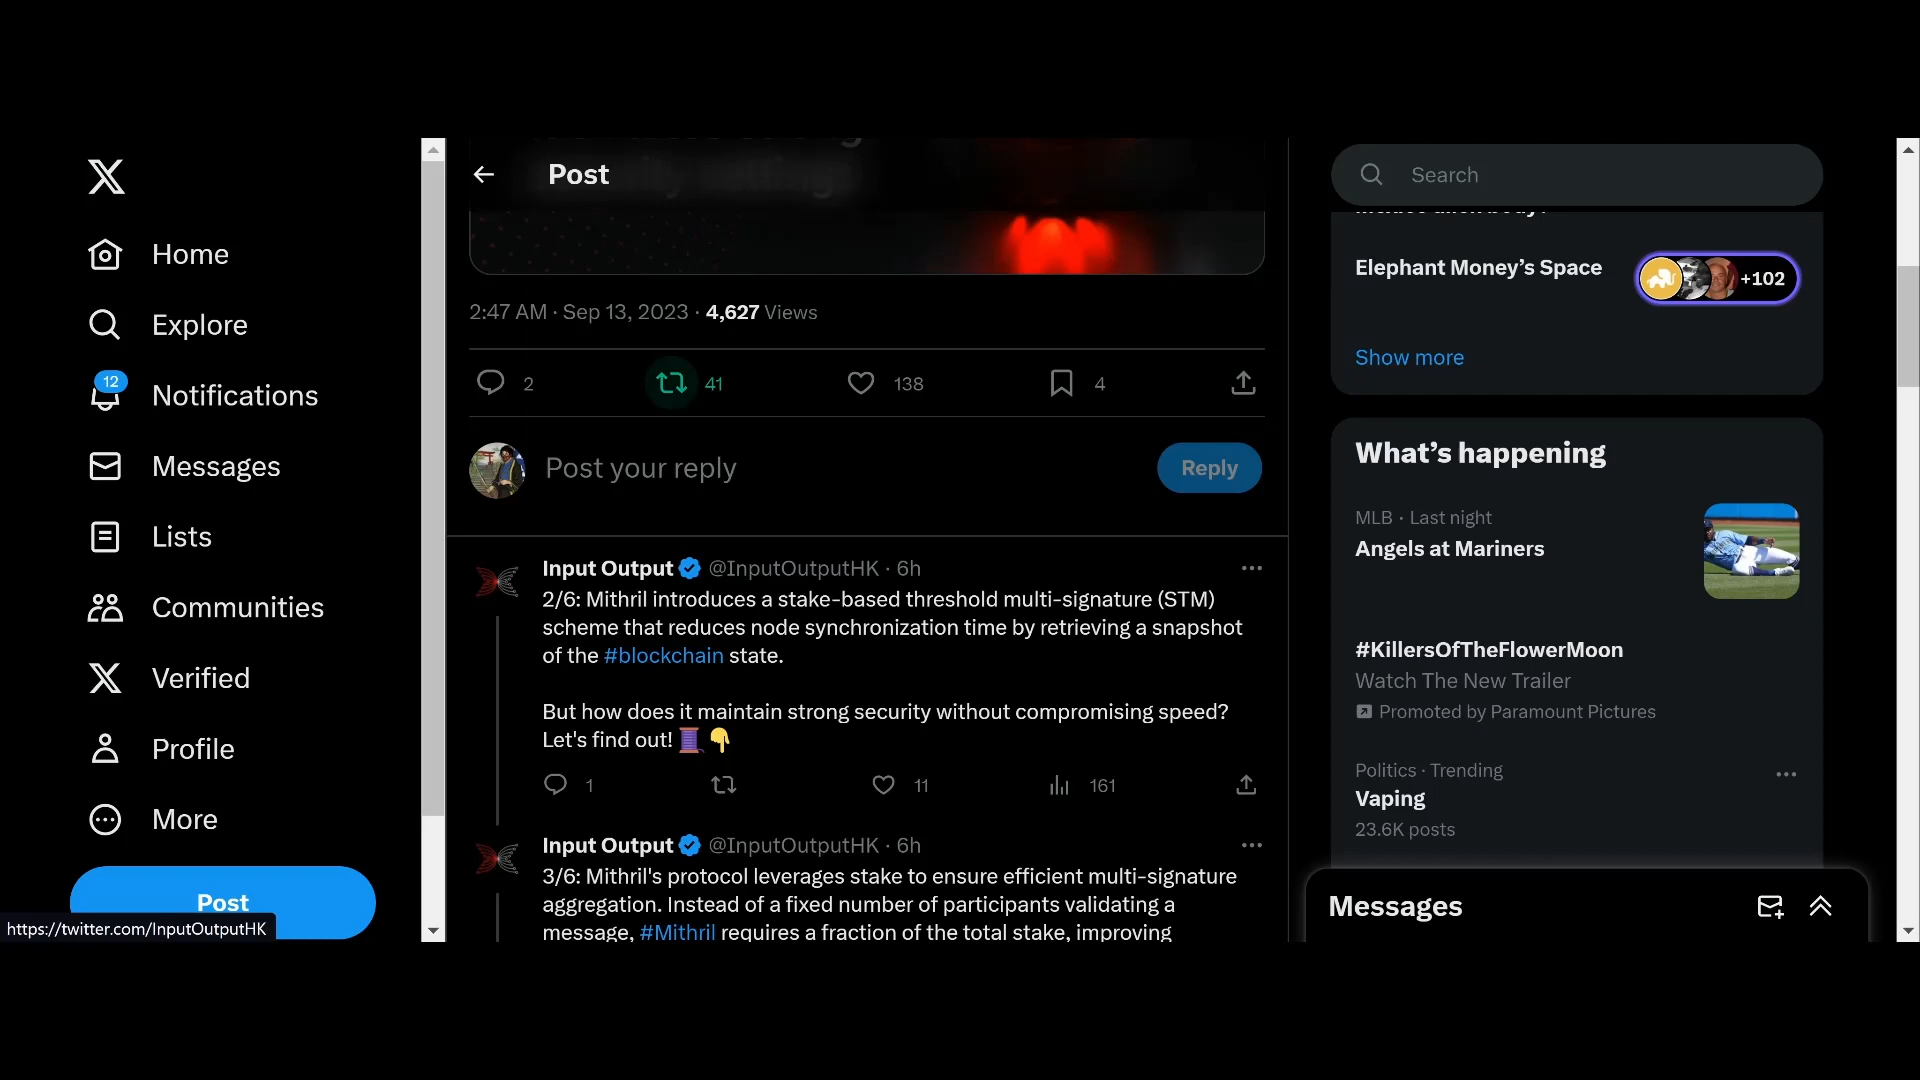 Home
Explore
12
Notifications
Messages
Lists
Communities
Verified
Profile
More
Post
https://twitter.com/InputOutputHK
Post
2:47 AM · Sep 13, 2023 · 4,627 Views
2
41
138
4
Post your reply
Reply
Input Output @InputOutputHK · 6h
2/6: Mithril introduces a stake-based threshold multi-signature (STM)
scheme that reduces node synchronization time by retrieving a snapshot
of the #blockchain state.
But how does it maintain strong security without compromising speed?
Let's find out!
1
11
161
Input Output @InputOutputHK · 6h
3/6: Mithril's protocol leverages stake to ensure efficient multi-signature
aggregation. Instead of a fixed number of participants validating a
message, #Mithril requires a fraction of the total stake, improving
Search
Elephant Money’s Space
+102
Show more
What’s happening
MLB · Last night
Angels at Mariners
#KillersOfTheFlowerMoon
Watch The New Trailer
Promoted by Paramount Pictures
Politics · Trending
Vaping
23.6K posts
Messages